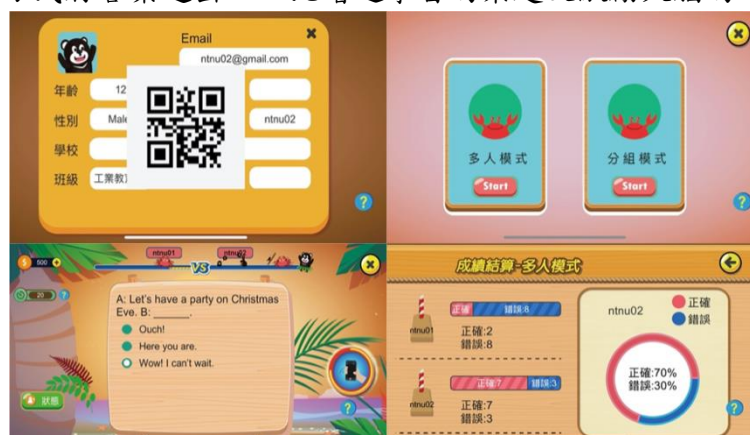 Email
ntnu02@gmail.com
年齡 12
性別 Male ntnu02
學校
班級 工業教
?
多人模式 分組模式
Start Start
?
500
ntnu01 VS ntnu02
20 ?
A: Let's have a party on Christmas
Eve. B: ______.
Ouch!
Here you are.
Wow! I can't wait.
狀態
?
成績結算-多人模式
ntnu01
正確 錯誤:8
正確:2
錯誤:8
ntnu02
正確:7 錯誤:3
正確:7
錯誤:3
ntnu02
正確
錯誤
正確:70%
錯誤:30%
?